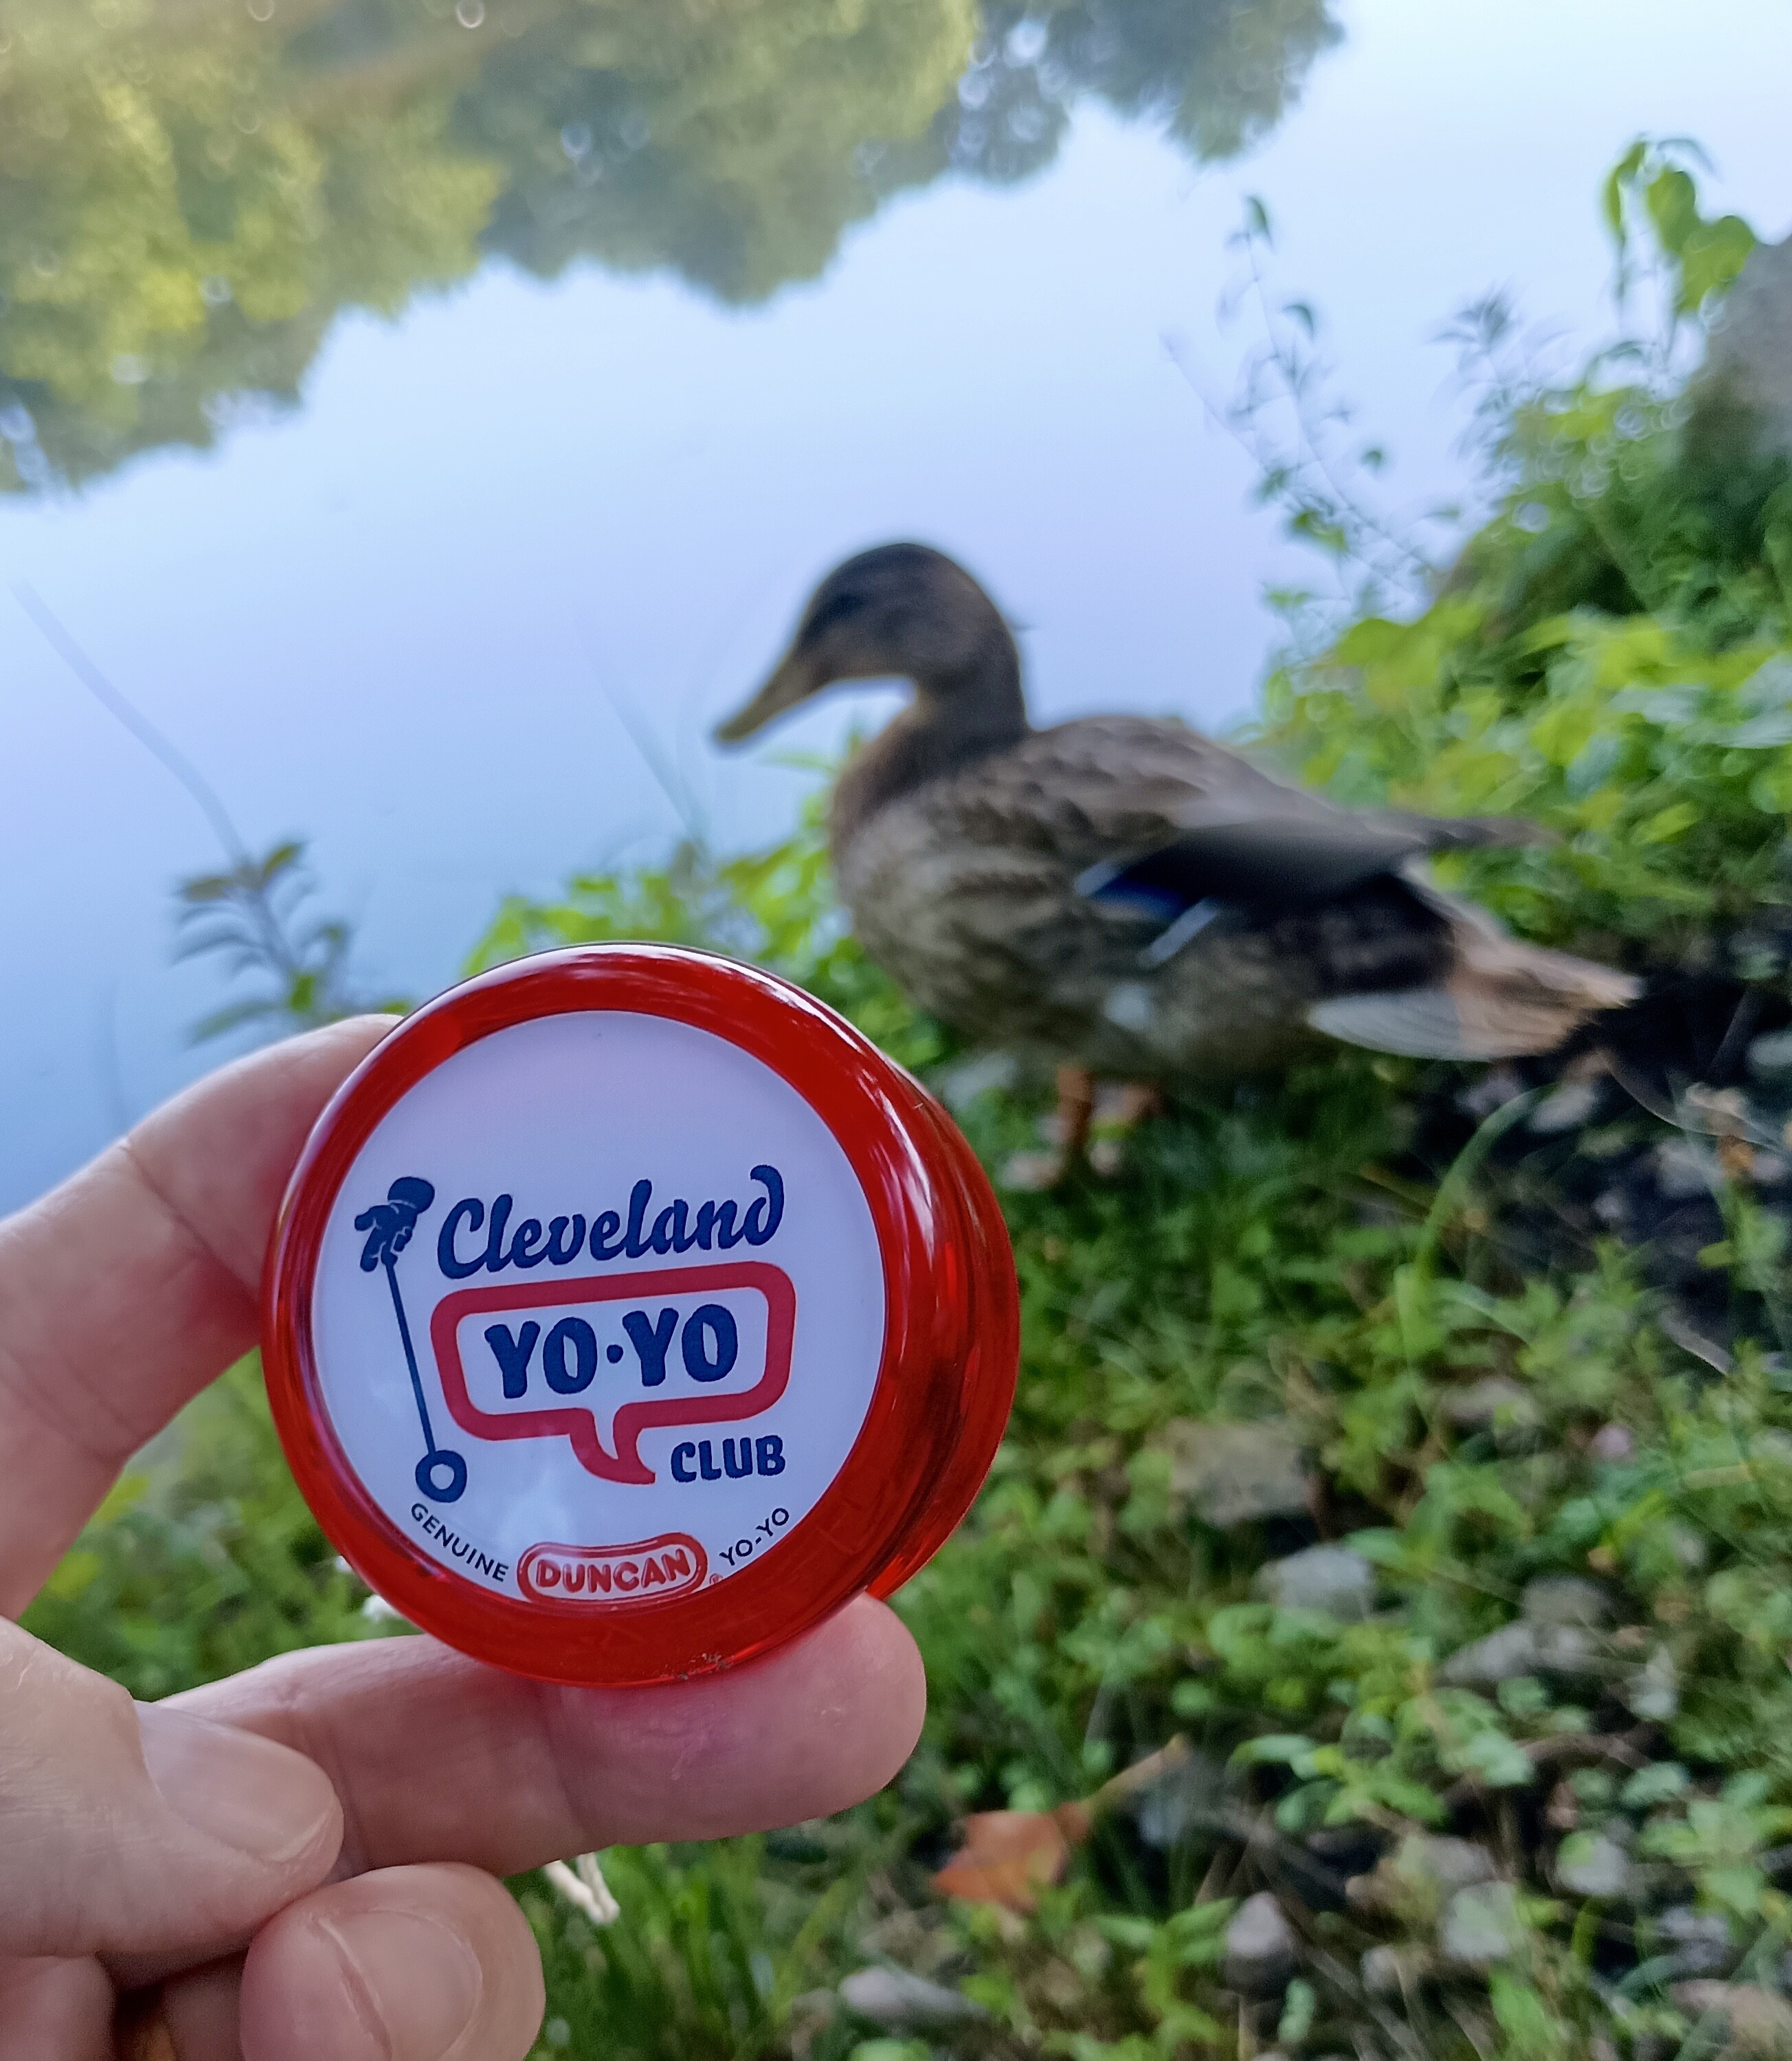 Cleveland
YO·YO
CLUB
GENUINE DUNCAN® YO-YO